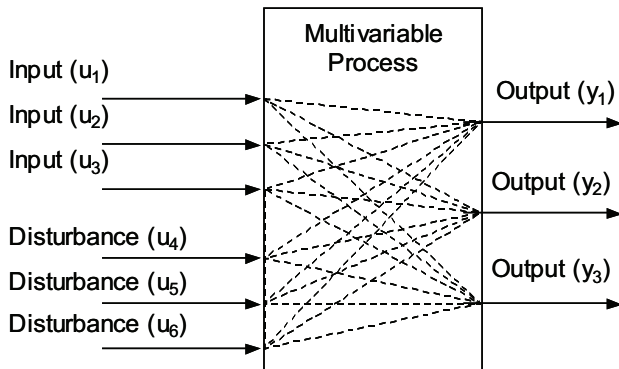 Multivariable
Process
Input (u₁)
Input (u₂)
Input (u₃)
Disturbance (u₄)
Disturbance (u₅)
Disturbance (u₆)
Output (y₁)
Output (y₂)
Output (y₃)